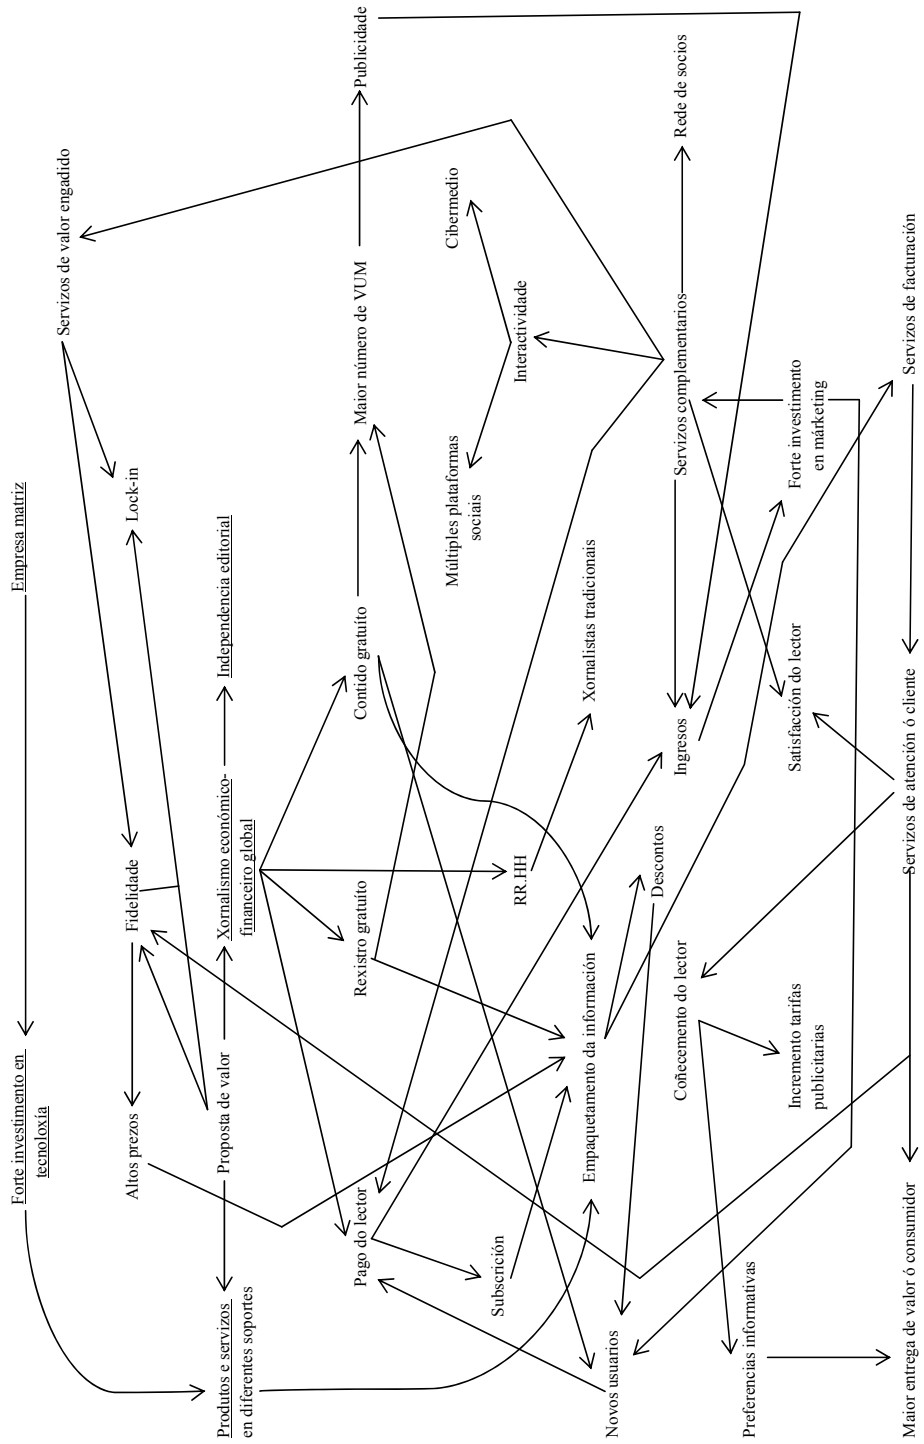 Empresa matriz
Forte investimento en
tecnoloxía
Servizos de valor engadido
Lock-in
Fidelidade
Altos prezos
Produtos e servizos
en diferentes soportes
Proposta de valor
Xornalismo económico-
financeiro global
Independencia editorial
Pago do lector
Rexistro gratuíto
Contido gratuíto
Maior número de VUM
Publicidade
Subscrición
RR.HH
Múltiples plataformas
sociais
Interactividade
Cibermedio
Novos usuarios
Empaquetamento da información
Xornalistas tradicionais
Descontos
Coñecemento do lector
Ingresos
Servizos complementarios
Rede de socios
Preferencias informativas
Incremento tarifas
publicitarias
Satisfacción do lector
Forte investimento
en márketing
Maior entrega de valor ó consumidor
Servizos de atención ó cliente
Servizos de facturación